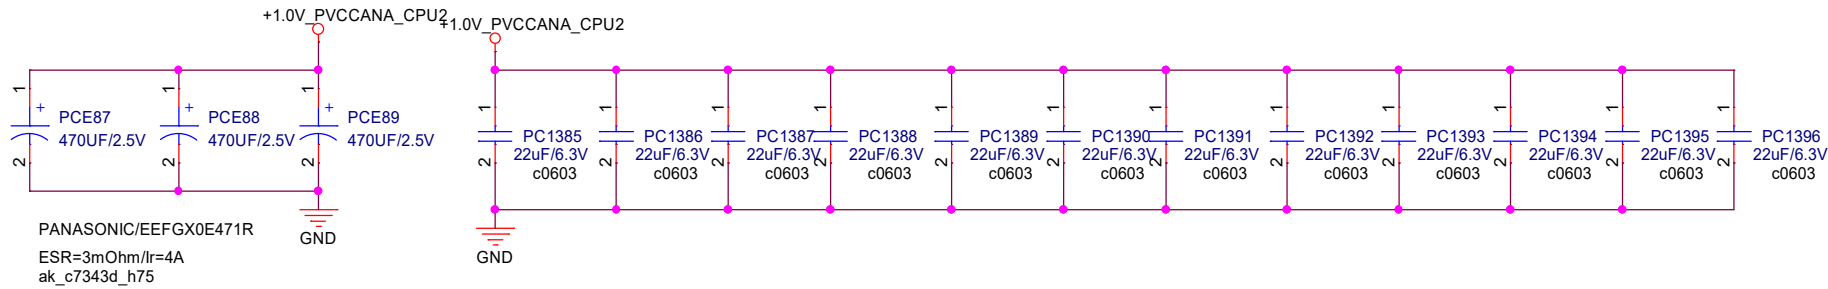 +1.0V_PVCCANA_CPU2
+1.0V_PVCCANA_CPU2
1
+
PCE87
470UF/2.5V
2
1
+
PCE88
470UF/2.5V
2
1
+
PCE89
470UF/2.5V
2
GND
PANASONIC/EEFGX0E471R
ESR=3mOhm/Ir=4A
ak_c7343d_h75
1
PC1385
22uF/6.3V
c0603
2
1
PC1386
22uF/6.3V
c0603
2
1
PC1387
22uF/6.3V
c0603
2
1
PC1388
22uF/6.3V
c0603
2
1
PC1389
22uF/6.3V
c0603
2
1
PC1390
22uF/6.3V
c0603
2
1
PC1391
22uF/6.3V
c0603
2
1
PC1392
22uF/6.3V
c0603
2
1
PC1393
22uF/6.3V
c0603
2
1
PC1394
22uF/6.3V
c0603
2
1
PC1395
22uF/6.3V
c0603
2
1
PC1396
22uF/6.3V
c0603
2
GND